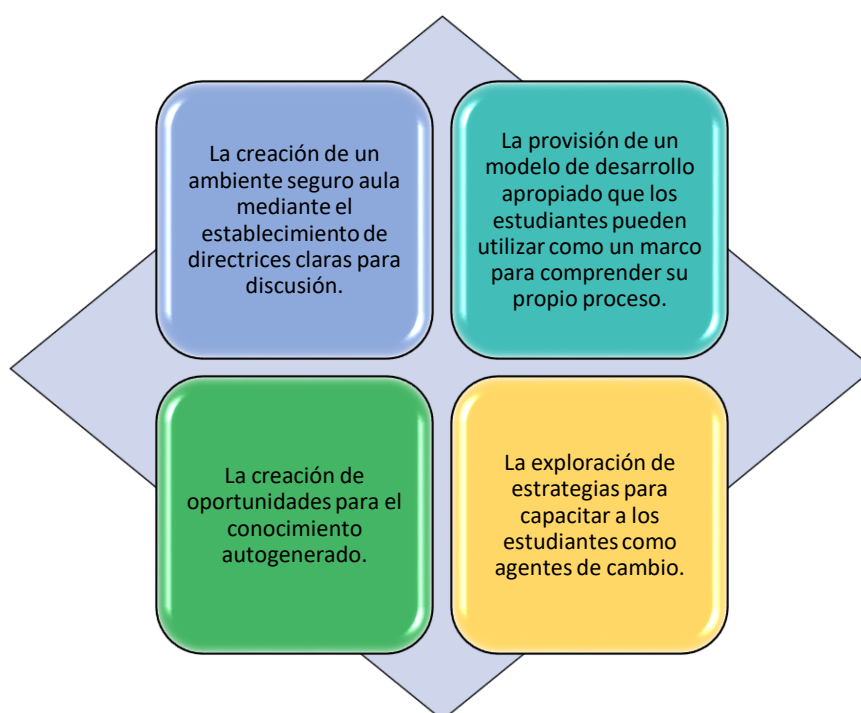 La creación de un
ambiente seguro aula
mediante el
establecimiento de
directrices claras para
discusión.
La provisión de un
modelo de desarrollo
apropiado que los
estudiantes pueden
utilizar como un marco
para comprender su
propio proceso.
La creación de
oportunidades para el
conocimiento
autogenerado.
La exploración de
estrategias para
capacitar a los
estudiantes como
agentes de cambio.